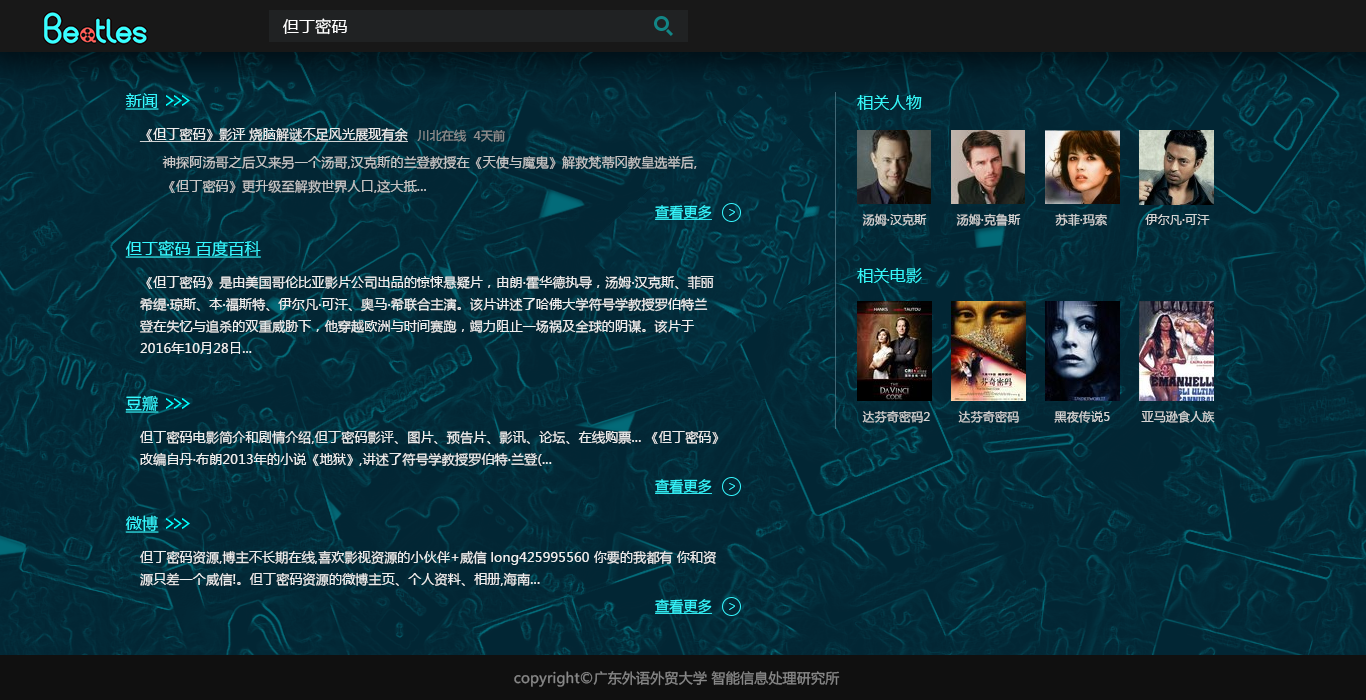 Beatles
但丁密码
新闻 >>>
《但丁密码》影评 烧脑解谜不足风光展现有余 川北在线 4天前
神探阿汤哥之后又来另一个汤哥,汉克斯的兰登教授在《天使与魔鬼》解救梵蒂冈教皇选举后,
《但丁密码》更升级至解救世界人口,这大抵...
查看更多 >
但丁密码 百度百科
《但丁密码》是由美国哥伦比亚影片公司出品的惊悚悬疑片，由朗·霍华德执导，汤姆·汉克斯、菲丽
希缇·琼斯、本·福斯特、伊尔凡·可汗、奥马·希联合主演。该片讲述了哈佛大学符号学教授罗伯特兰
登在失忆与追杀的双重威胁下，他穿越欧洲与时间赛跑，竭力阻止一场祸及全球的阴谋。该片于
2016年10月28日...
豆瓣 >>>
但丁密码电影简介和剧情介绍,但丁密码影评、图片、预告片、影讯、论坛、在线购票... 《但丁密码》
改编自丹·布朗2013年的小说《地狱》,讲述了符号学教授罗伯特·兰登(...
查看更多 >
微博 >>>
但丁密码资源,博主不长期在线,喜欢影视资源的小伙伴+威信 long425995560 你要的我都有 你和资
源只差一个威信!。但丁密码资源的微博主页、个人资料、相册,海南...
查看更多 >
相关人物
汤姆·汉克斯 汤姆·克鲁斯 苏菲·玛索 伊尔凡·可汗
相关电影
HANKS TAUTOU
THE
DA VINCI
CODE
达芬奇密码
EMANUELLE
GLI ULTIMI
CANNIBALI
达芬奇密码2 达芬奇密码 黑夜传说5 亚马逊食人族
copyright©广东外语外贸大学 智能信息处理研究所